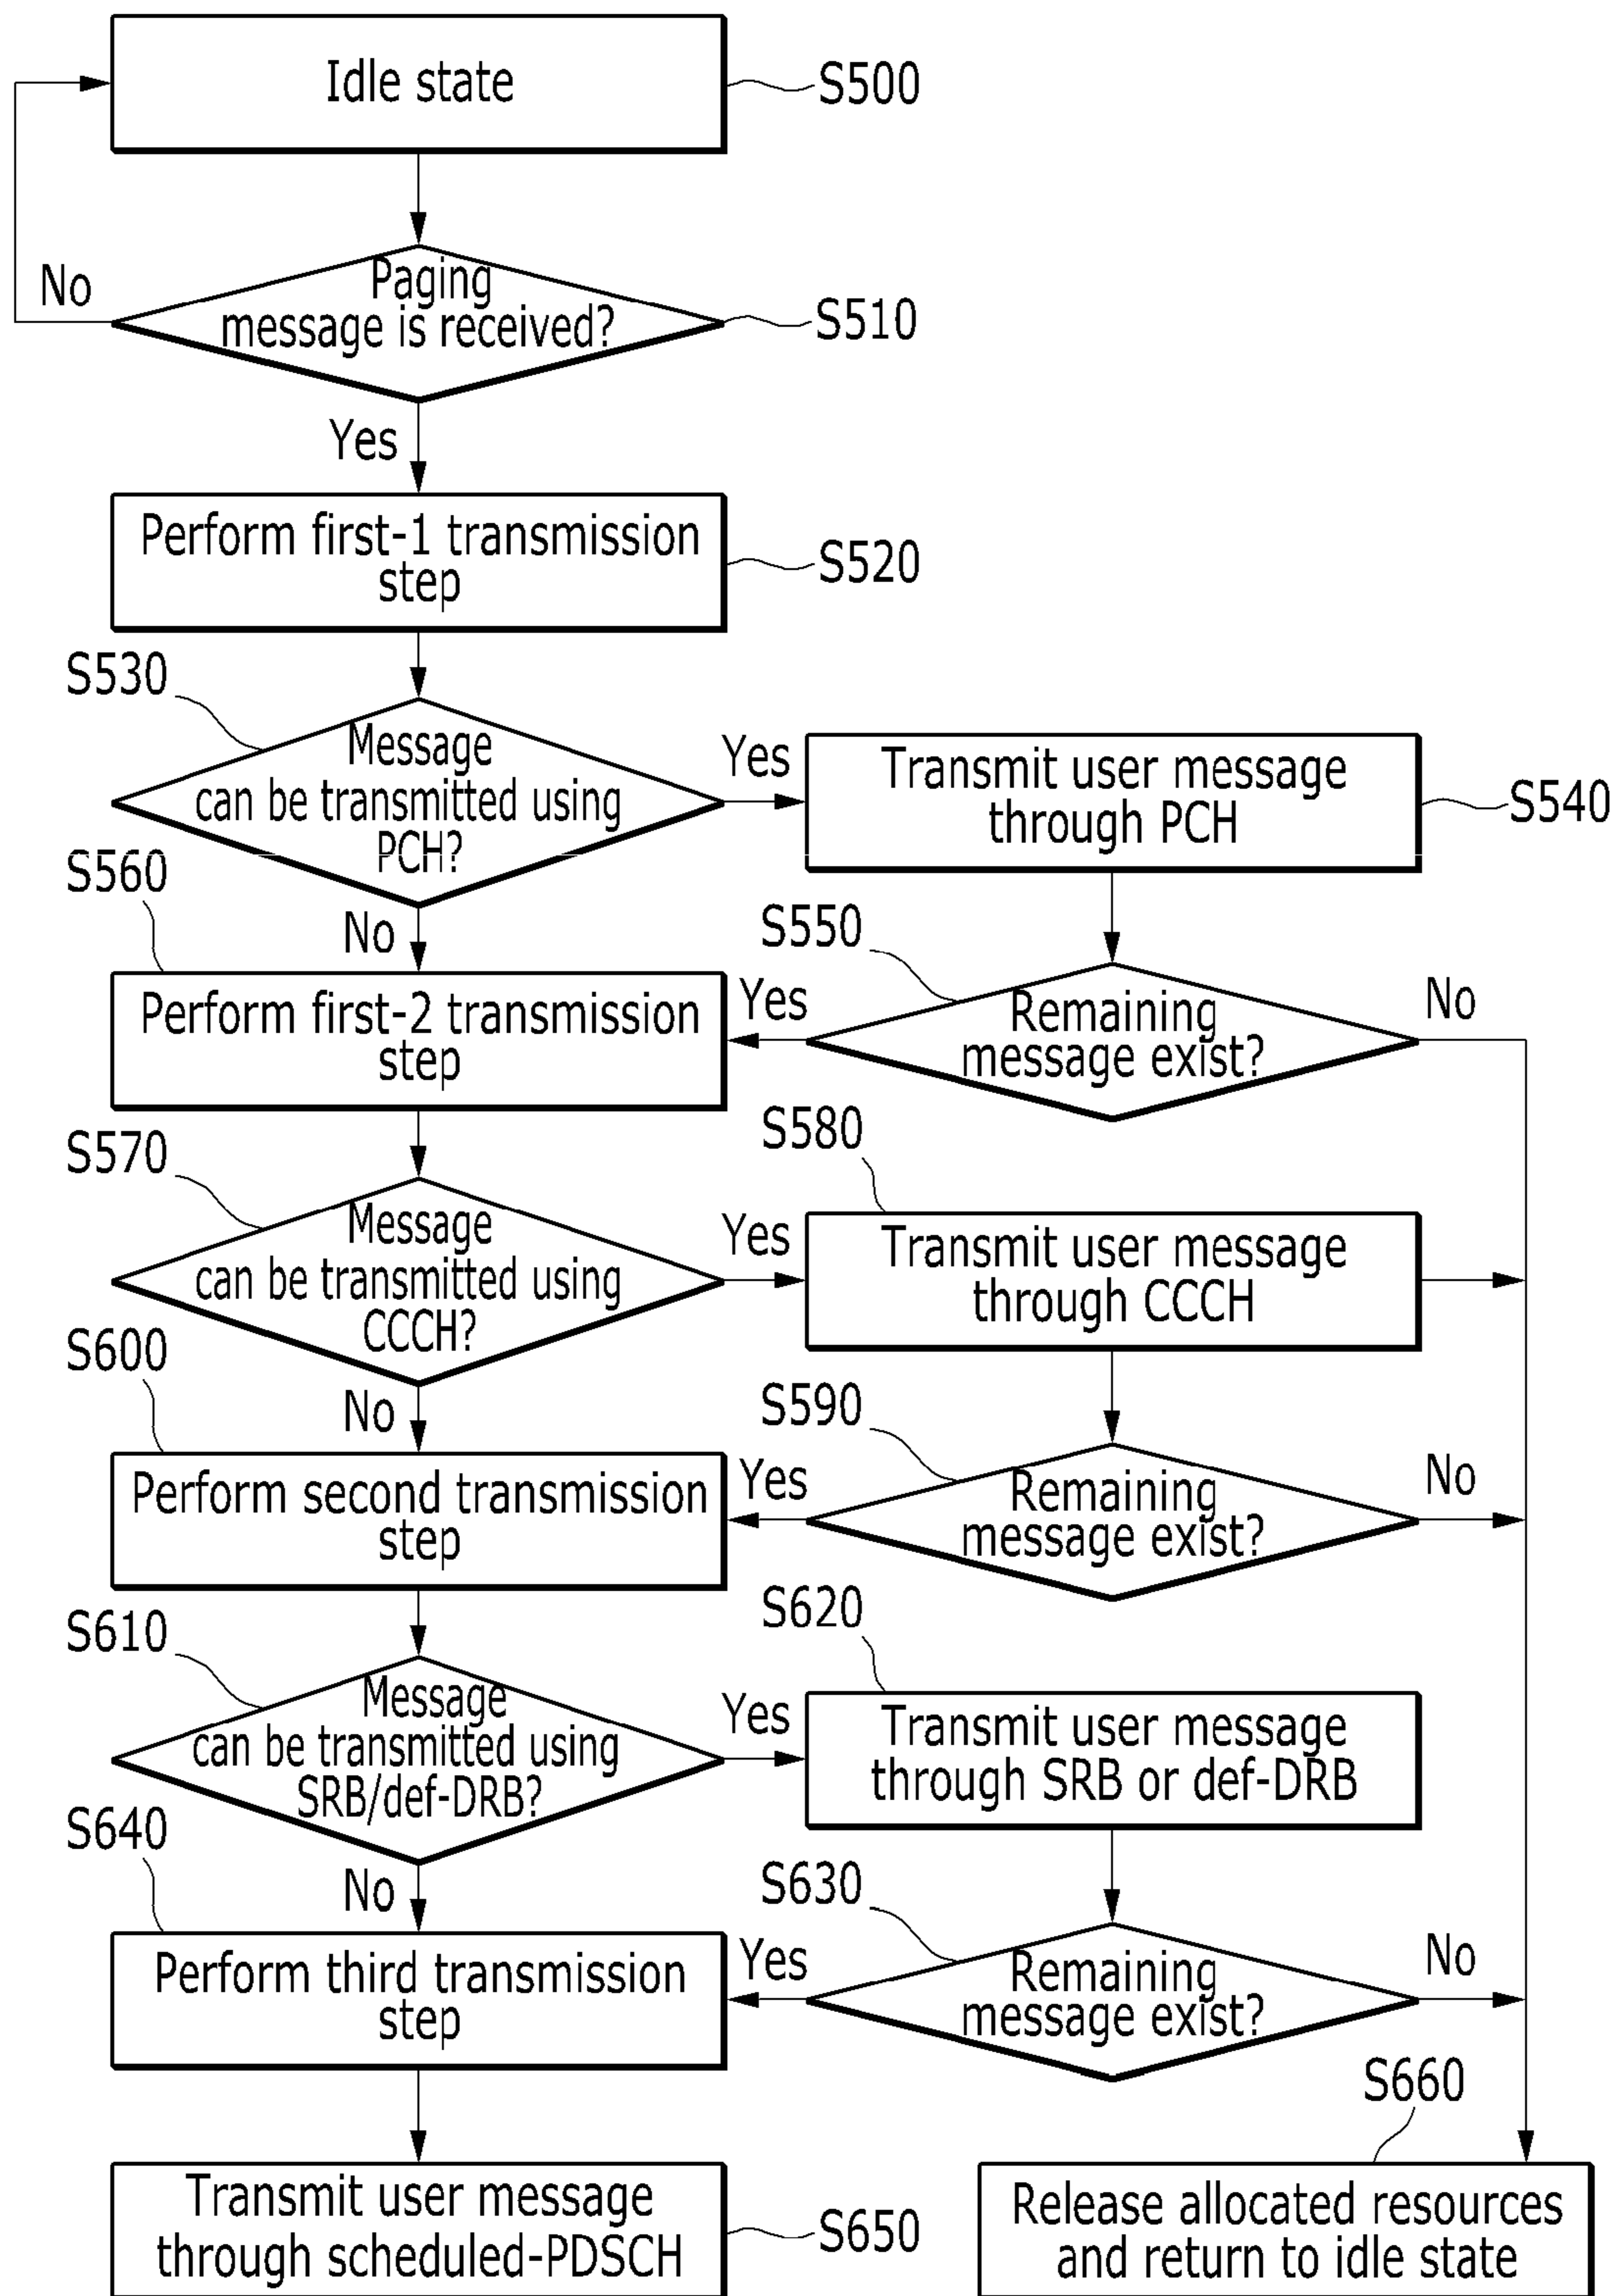 Idle state
S500
No
Paging
message is received?
S510
Yes
Perform first-1 transmission
step
S520
S530
Message
can be transmitted using
PCH?
Yes
Transmit user message
through PCH
S540
S560
No
S550
Perform first-2 transmission
step
Yes
Remaining
message exist?
No
S570
S580
Message
can be transmitted using
CCCH?
Yes
Transmit user message
through CCCH
S600
No
S590
Perform second transmission
step
Yes
Remaining
message exist?
No
S610
S620
Message
can be transmitted using
SRB/def-DRB?
Yes
Transmit user message
through SRB or def-DRB
S640
No
S630
Perform third transmission
step
Yes
Remaining
message exist?
No
S660
Transmit user message
through scheduled-PDSCH
S650
Release allocated resources
and return to idle state